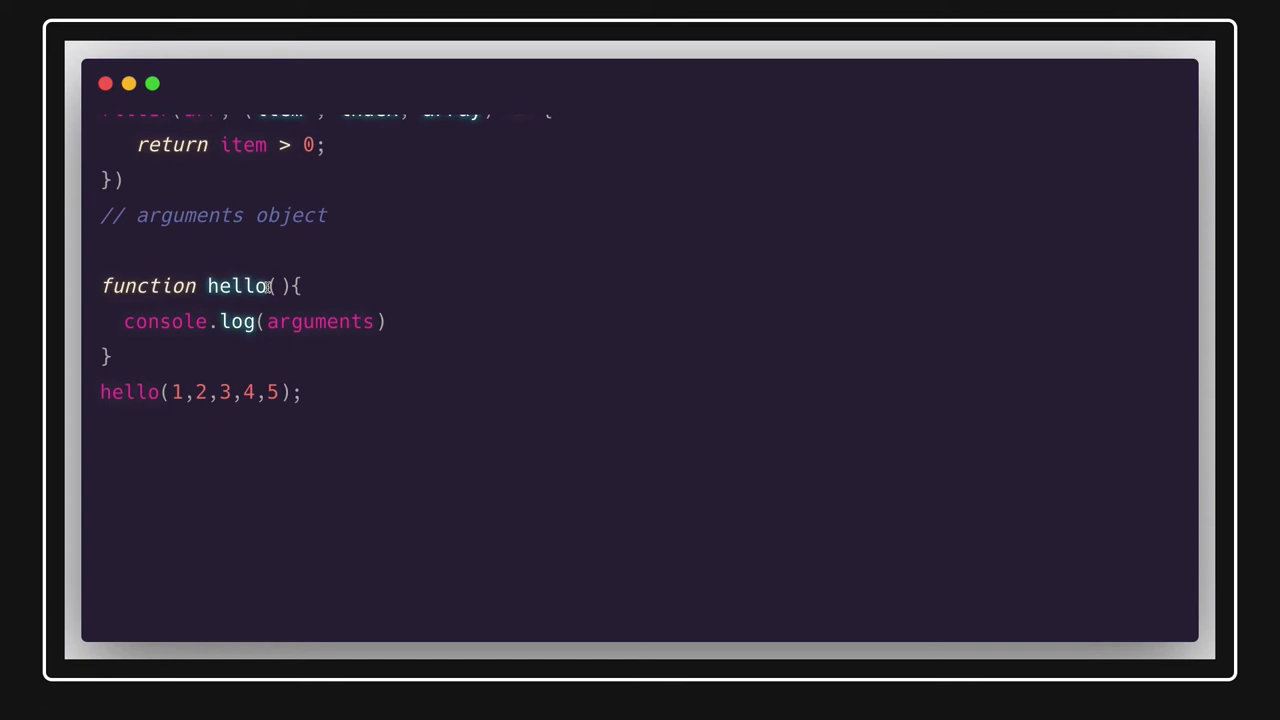 return item > 0;
})
// arguments object
function hello(){
console.log(arguments)
}
hello(1,2,3,4,5);